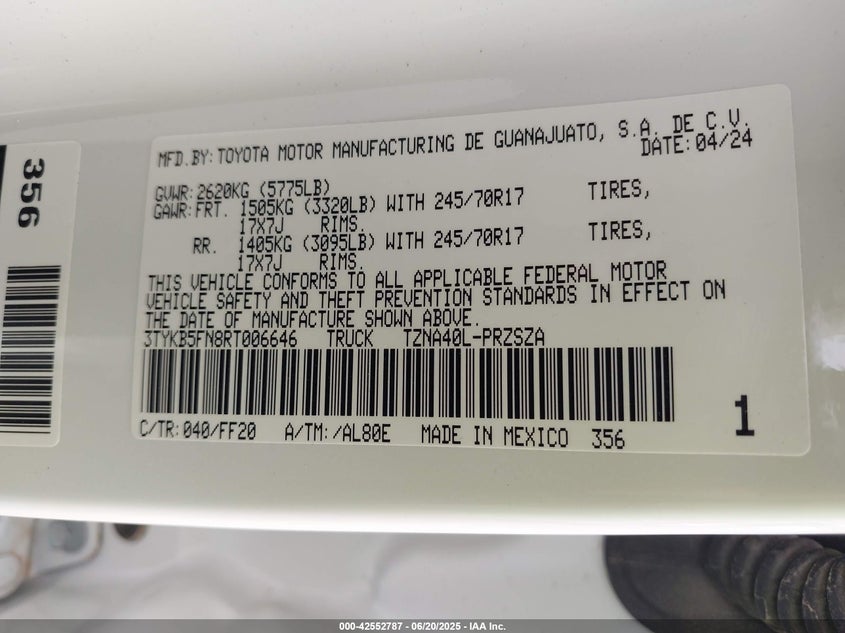 356
MFD.BY: TOYOTA MOTOR MANUFACTURING DE GUANAJUATO, S.A. DE C.V.
DATE: 04/24
GVWR: 2620KG (5775LB)
GAWR: FRT. 1505KG (3320LB) WITH 245/70R17 TIRES,
17X7J RIMS.
RR. 1405KG (3095LB) WITH 245/70R17 TIRES,
17X7J RIMS.
THIS VEHICLE CONFORMS TO ALL APPLICABLE FEDERAL MOTOR
VEHICLE SAFETY AND THEFT PREVENTION STANDARDS IN EFFECT ON
THE DATE OF MANUFACTURE SHOWN ABOVE.
3TYKB5FN8RT006646 TRUCK TZNA40L-PRZSZA
C/TR: 040/FF20 A/TM: /AL80E MADE IN MEXICO 356
1
000-42552787 - 06/20/2025 - IAA Inc.